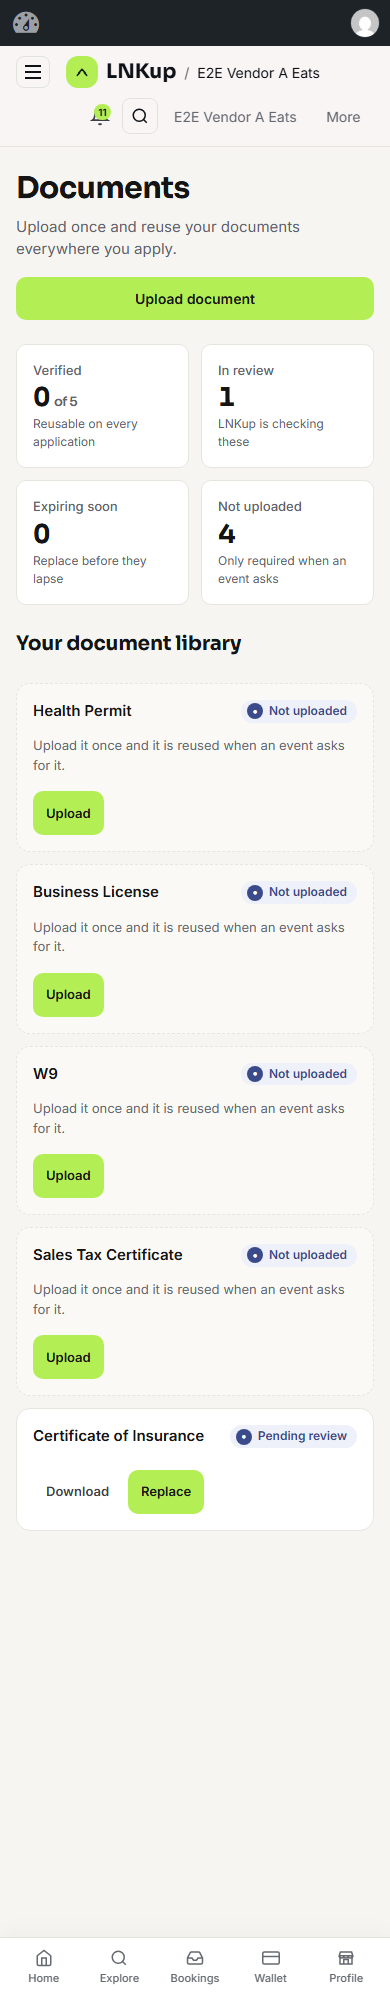 LNKup / E2E Vendor A Eats
11 E2E Vendor A Eats More
Documents
Upload once and reuse your documents
everywhere you apply.
Upload document
Verified
0 of 5
Reusable on every
application
In review
1
LNKup is checking
these
Expiring soon
0
Replace before they
lapse
Not uploaded
4
Only required when an
event asks
Your document library
Health Permit Not uploaded
Upload it once and it is reused when an event asks
for it.
Upload
Business License Not uploaded
Upload it once and it is reused when an event asks
for it.
Upload
W9 Not uploaded
Upload it once and it is reused when an event asks
for it.
Upload
Sales Tax Certificate Not uploaded
Upload it once and it is reused when an event asks
for it.
Upload
Certificate of Insurance Pending review
Download Replace
Home Explore Bookings Wallet Profile